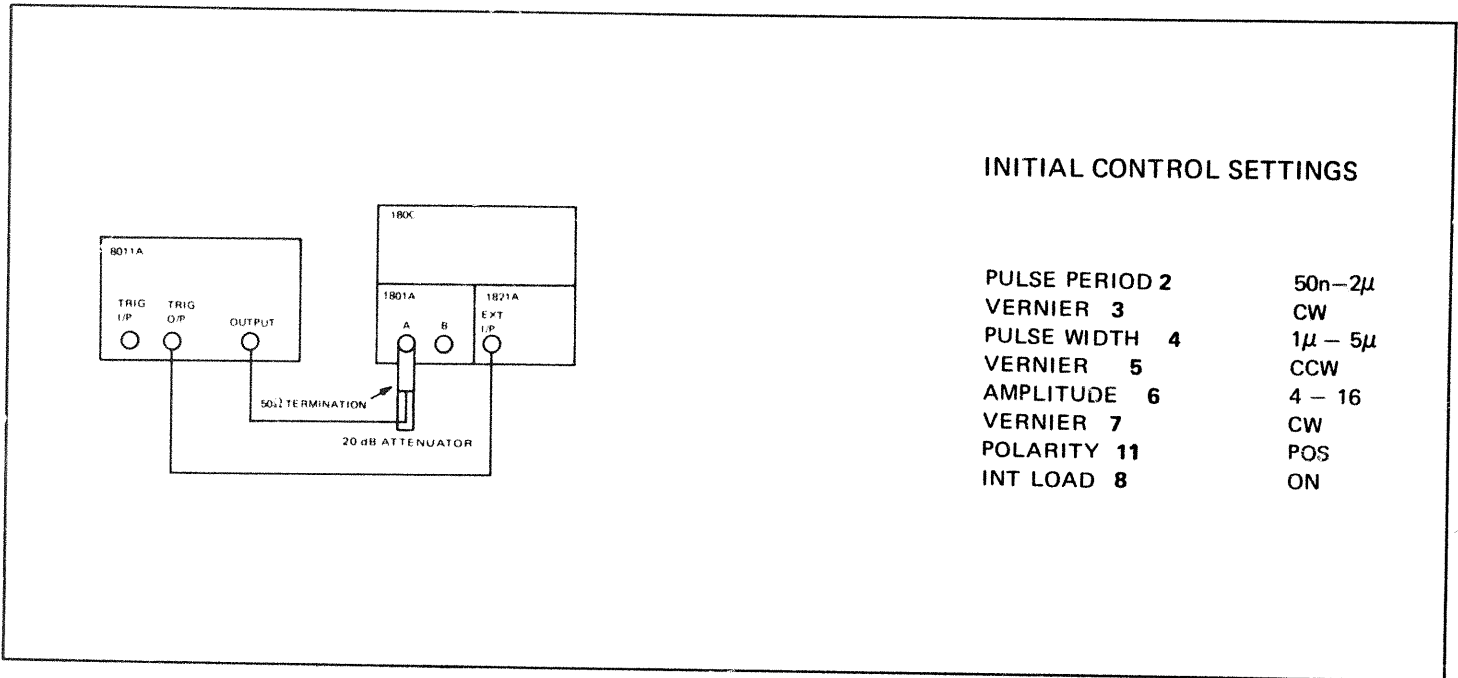 INITIAL CONTROL SETTINGS
180C
8011A
TRIG I/P
TRIG O/P
OUTPUT
1801A
A
B
1821A
EXT I/P
50Ω TERMINATION
20 dB ATTENUATOR
PULSE PERIOD 2 50n–2μ
VERNIER 3 CW
PULSE WIDTH 4 1μ – 5μ
VERNIER 5 CCW
AMPLITUDE 6 4 – 16
VERNIER 7 CW
POLARITY 11 POS
INT LOAD 8 ON